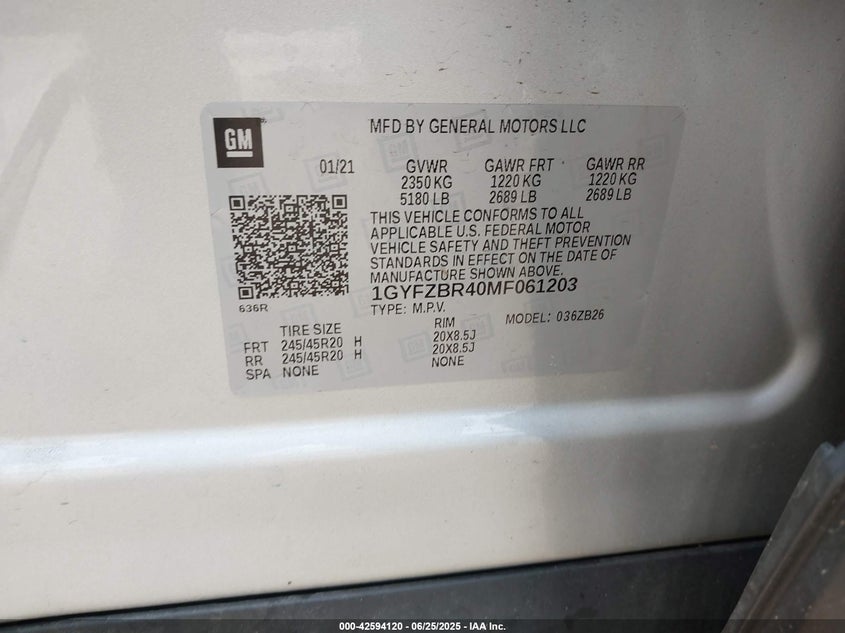 GM
MFD BY GENERAL MOTORS LLC
01/21 GVWR GAWR FRT GAWR RR
2350 KG 1220 KG 1220 KG
5180 LB 2689 LB 2689 LB
THIS VEHICLE CONFORMS TO ALL
APPLICABLE U.S. FEDERAL MOTOR
VEHICLE SAFETY AND THEFT PREVENTION
STANDARDS IN EFFECT ON THE DATE OF
MANUFACTURE SHOWN ABOVE.
1GYFZBR40MF061203
636R
TYPE: M.P.V. MODEL: 036ZB26
TIRE SIZE RIM
FRT 245/45R20 H 20X8.5J
RR 245/45R20 H 20X8.5J
SPA NONE NONE
000-42594120 - 06/25/2025 - IAA Inc.